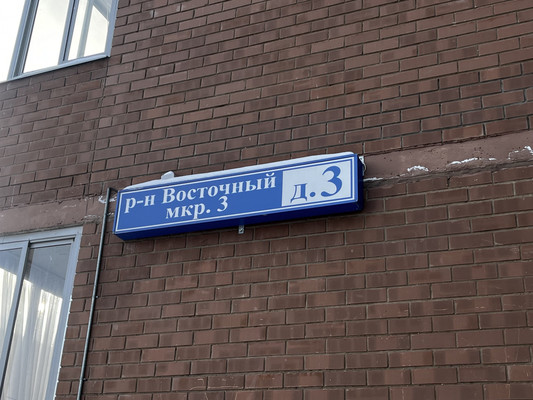 р-н Восточный
мкр. 3
д.3